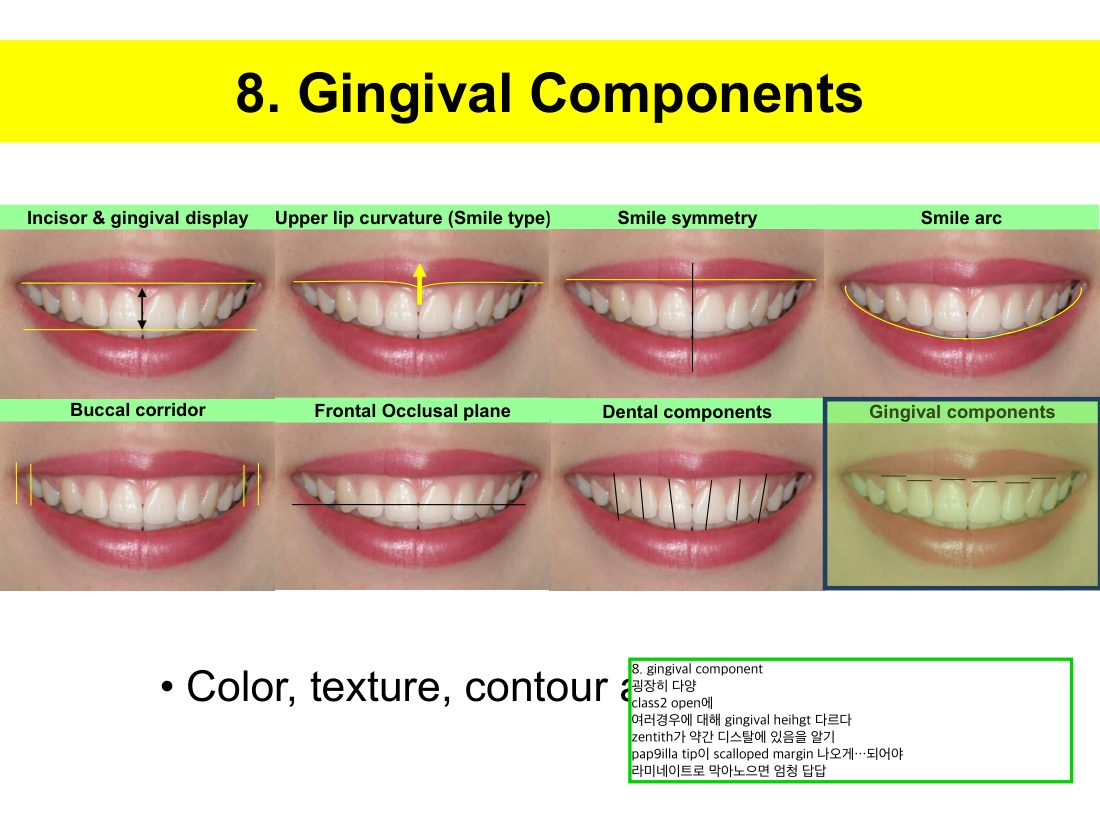 8. Gingival Components
Incisor & gingival display
Upper lip curvature (Smile type)
Smile symmetry
Smile arc
Buccal corridor
Frontal Occlusal plane
Dental components
Gingival components
• Color, texture, contour
8. gingival component
굉장히 다양
class2 open에
여러경우에 대해 gingival heihgt 다르다
zentith가 약간 디스탈에 있음을 알기
pap9illa tip이 scalloped margin 나오게…되어야
라미네이트로 막아노으면 엄청 답답